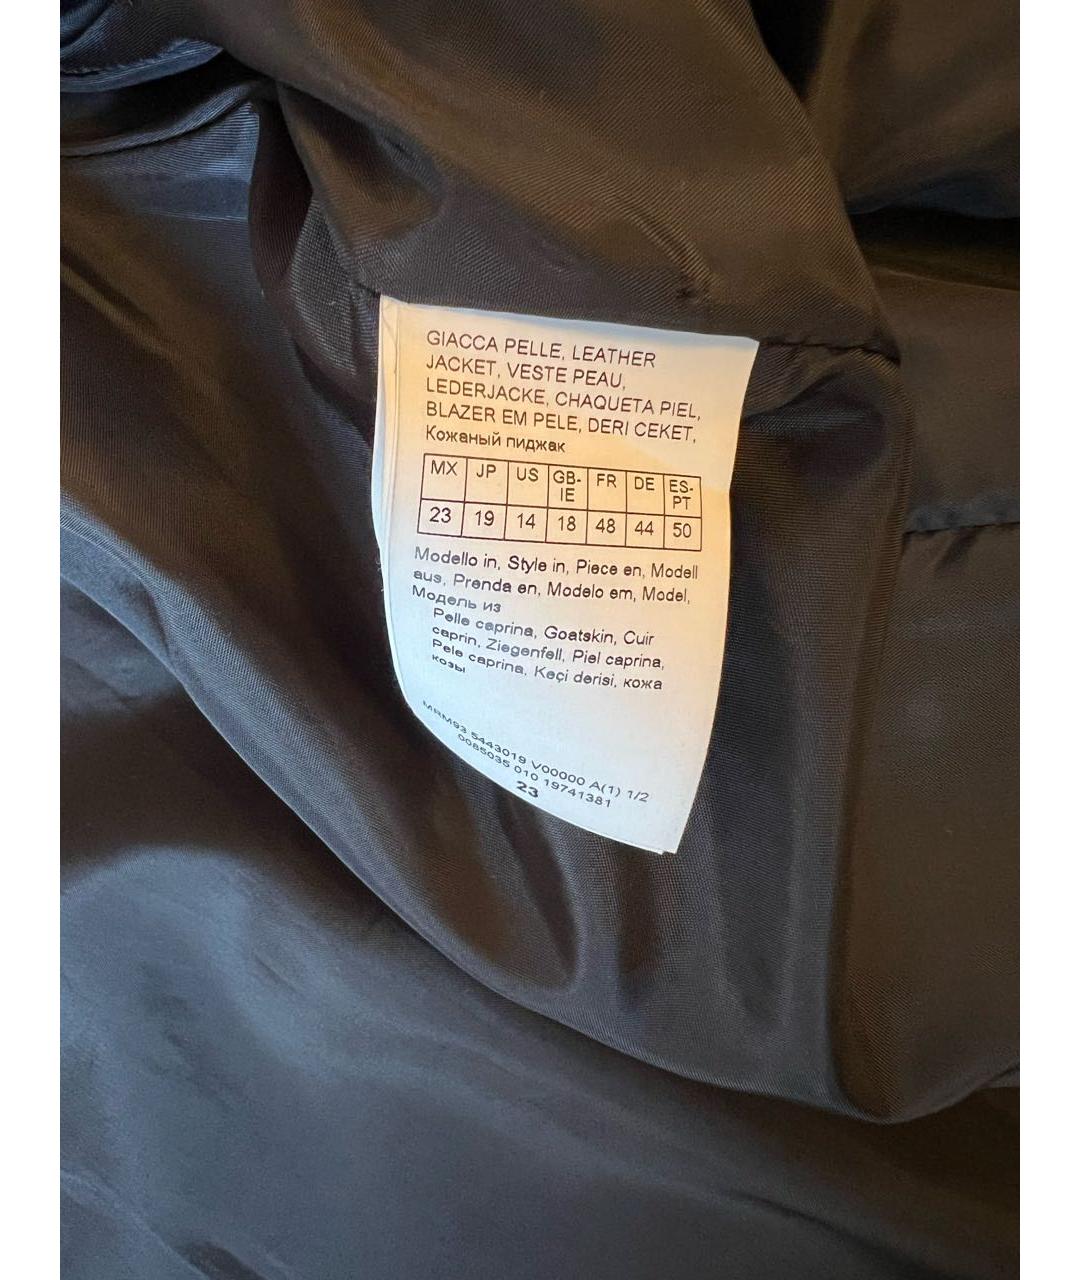 GIACCA PELLE, LEATHER
JACKET, VESTE PEAU,
LEDERJACKE, CHAQUETA PIEL,
BLAZER EM PELE, DERI CEKET,
Кожаный пиджак
MX JP US GB-IE FR DE ES-PT
23 19 14 18 48 44 50
Modello in, Style in, Piece en, Modell
aus, Prenda en, Modelo em, Model,
Модель из
Pelle caprina, Goatskin, Cuir
caprin, Ziegenfell, Piel caprina,
Pele caprina, Keçi derisi, кожа
козы
MRM93 5443019 V00000 A(1) 1/2
0085035 010 19741381
23